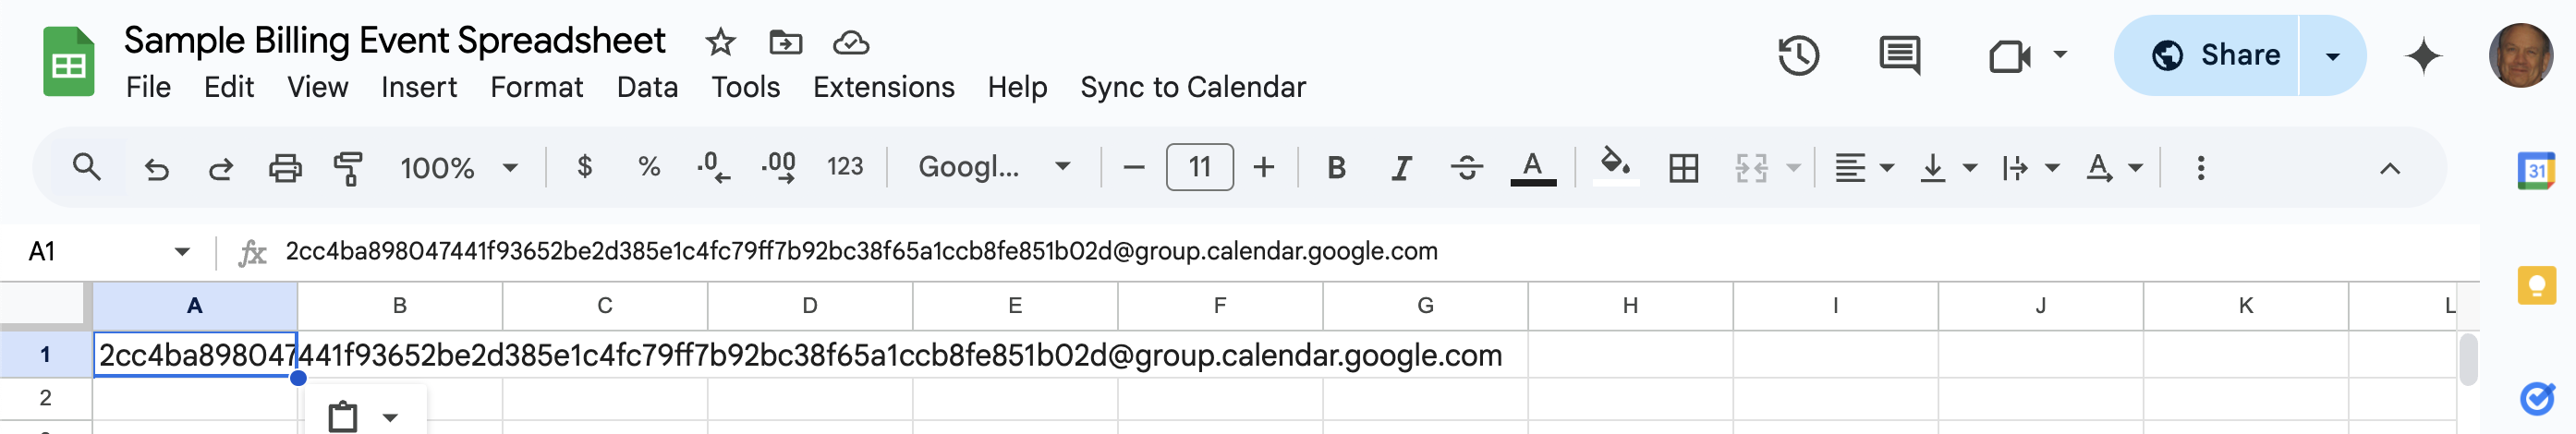 Sample Billing Event Spreadsheet
File Edit View Insert Format Data Tools Extensions Help Sync to Calendar
Share
100% $ % .0 .00 123 Googl... 11 B I S A A
31
A1 fx 2cc4ba898047441f93652be2d385e1c4fc79ff7b92bc38f65a1ccb8fe851b02d@group.calendar.google.com
A B C D E F G H I J K L
1 2cc4ba898047441f93652be2d385e1c4fc79ff7b92bc38f65a1ccb8fe851b02d@group.calendar.google.com
2